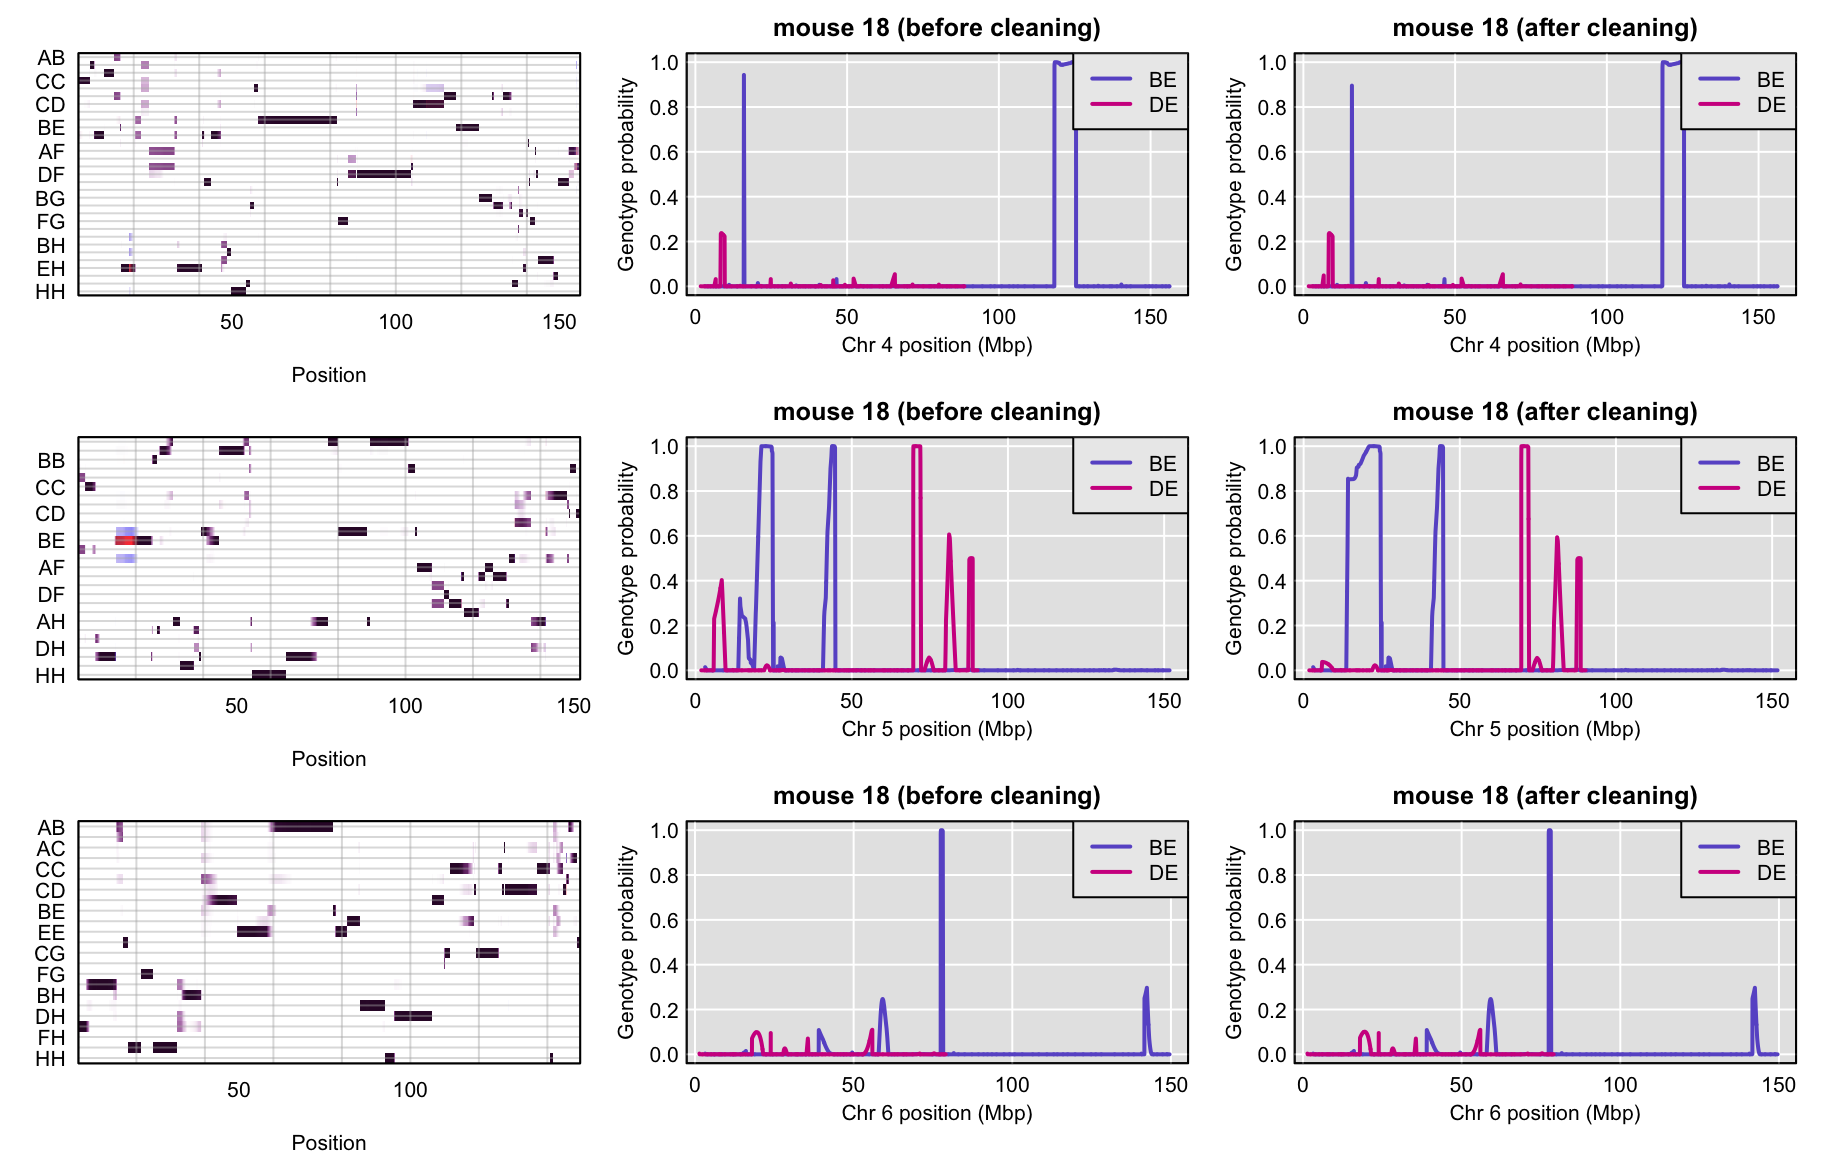 AB
CC
CD
BE
AF
DF
BG
FG
BH
EH
HH
50 100 150
Position
mouse 18 (before cleaning)
Genotype probability
1.0
0.8
0.6
0.4
0.2
0.0
BE
DE
0 50 100 150
Chr 4 position (Mbp)
mouse 18 (after cleaning)
Genotype probability
1.0
0.8
0.6
0.4
0.2
0.0
BE
DE
0 50 100 150
Chr 4 position (Mbp)
BB
CC
CD
BE
AF
DF
AH
DH
HH
50 100 150
Position
mouse 18 (before cleaning)
Genotype probability
1.0
0.8
0.6
0.4
0.2
0.0
BE
DE
0 50 100 150
Chr 5 position (Mbp)
mouse 18 (after cleaning)
Genotype probability
1.0
0.8
0.6
0.4
0.2
0.0
BE
DE
0 50 100 150
Chr 5 position (Mbp)
AB
AC
CC
CD
BE
EE
CG
FG
BH
DH
FH
HH
50 100
Position
mouse 18 (before cleaning)
Genotype probability
1.0
0.8
0.6
0.4
0.2
0.0
BE
DE
0 50 100 150
Chr 6 position (Mbp)
mouse 18 (after cleaning)
Genotype probability
1.0
0.8
0.6
0.4
0.2
0.0
BE
DE
0 50 100 150
Chr 6 position (Mbp)